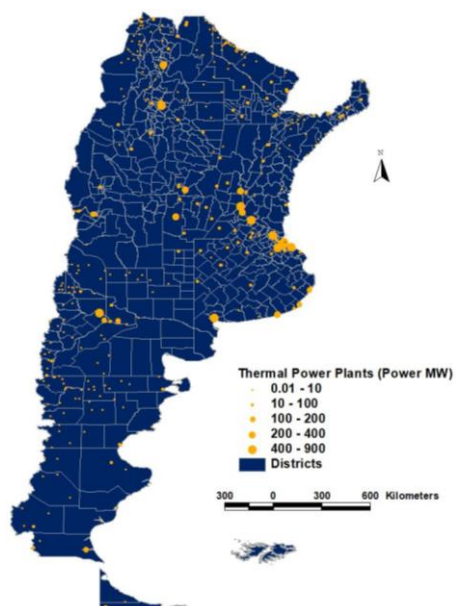 N
Thermal Power Plants (Power MW)
0.01 - 10
10 - 100
100 - 200
200 - 400
400 - 900
Districts
300 0 300 600 Kilometers